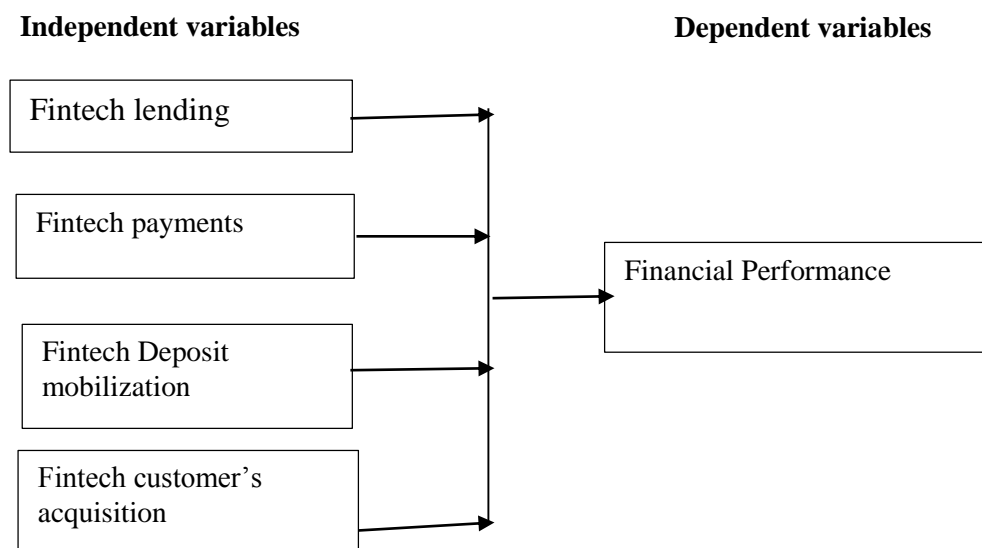 Independent variables
Dependent variables
Fintech lending
Fintech payments
Financial Performance
Fintech Deposit
mobilization
Fintech customer’s
acquisition